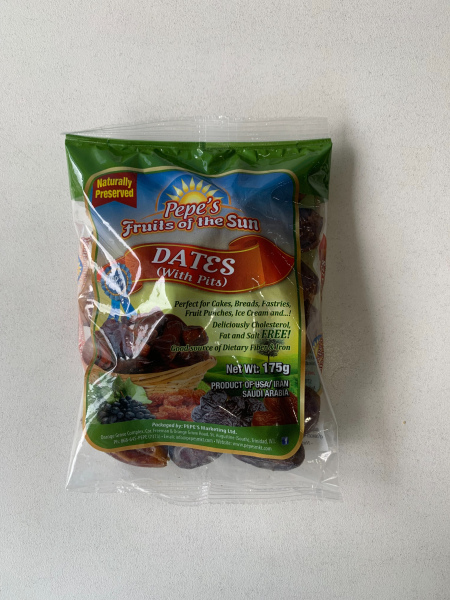 Naturally
Preserved
Pepe's
Fruits of the Sun
DATES
(With Pits)
Perfect for Cakes, Breads, Pastries,
Fruit Punches, Ice Cream and...!
Deliciously Cholesterol,
Fat and Salt FREE!
Good source of Dietary Fiber & Iron
Net Wt: 175g
PRODUCT OF USA/ IRAN
SAUDI ARABIA
Packaged by: PEPE'S Marketing Ltd.